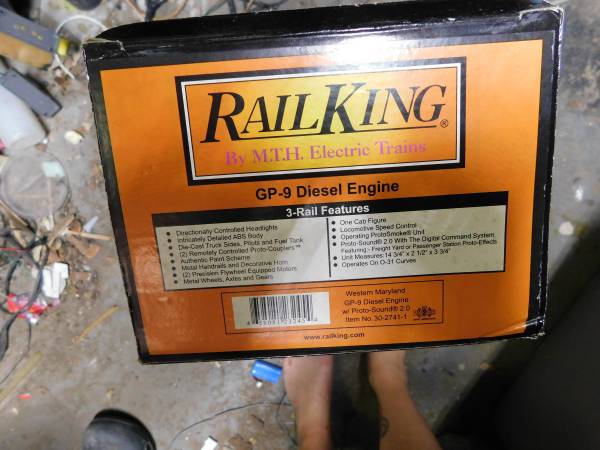 RAILKING®
By M.T.H. Electric Trains
GP-9 Diesel Engine
3-Rail Features
• Directionally Controlled Headlights
• Intricately Detailed ABS Body
• Die-Cast Truck Sides, Pilots and Fuel Tank
• (2) Remotely Controlled Proto-Couplers™
• Authentic Paint Scheme
• Metal Handrails and Decorative Horn
• (2) Precision Flywheel Equipped Motors
• Metal Wheels, Axles and Gears
• One Cab Figure
• Locomotive Speed Control
• Operating ProtoSmoke® Unit
• Proto-Sound® 2.0 With The Digital Command System
Featuring:- Freight Yard or Passenger Station Proto-Effects
• Unit Measures:14 3/4" x 2 1/2" x 3 3/4"
• Operates On O-31 Curves
Western Maryland
GP-9 Diesel Engine
w/ Proto-Sound® 2.0
Item No. 30-2741-1
www.railking.com